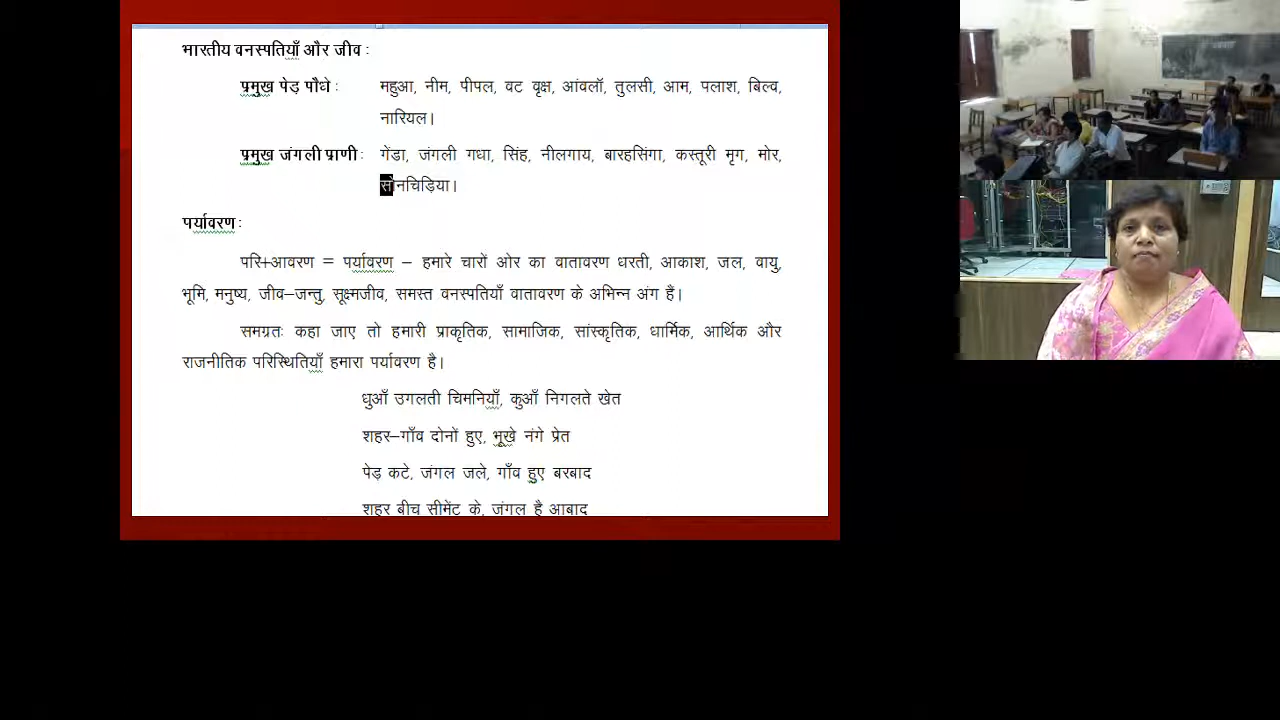 भारतीय वनस्पतियाँ और जीव :
प्रमुख पेड़ पौधे : महुआ, नीम, पीपल, वट वृक्ष, आंवलॉ, तुलसी, आम, पलाश, बिल्व,
नारियल।
प्रमुख जंगली प्राणी : गेंडा, जंगली गधा, सिंह, नीलगाय, बारहसिंगा, कस्तूरी मृग, मोर,
सोनचिड़िया।
पर्यावरण :
परि+आवरण = पर्यावरण – हमारे चारों ओर का वातावरण धरती, आकाश, जल, वायु,
भूमि, मनुष्य, जीव–जन्तु, सूक्ष्मजीव, समस्त वनस्पतियाँ वातावरण के अभिन्न अंग हैं।
समग्रतः कहा जाए तो हमारी प्राकृतिक, सामाजिक, सांस्कृतिक, धार्मिक, आर्थिक और
राजनीतिक परिस्थितियाँ हमारा पर्यावरण है।
धुआँ उगलती चिमनियाँ, कुआँ निगलते खेत
शहर–गाँव दोनों हुए, भूखे नंगे प्रेत
पेड़ कटे, जंगल जले, गाँव हुए बरबाद
शहर बीच सीमेंट के, जंगल है आबाद